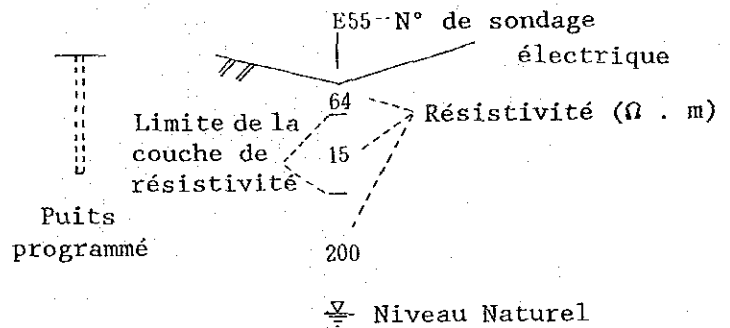 E55--N° de sondage
électrique
64
Résistivité (Ω . m)
Limite de la
couche de
résistivité
15
Puits
programmé
200
Niveau Naturel